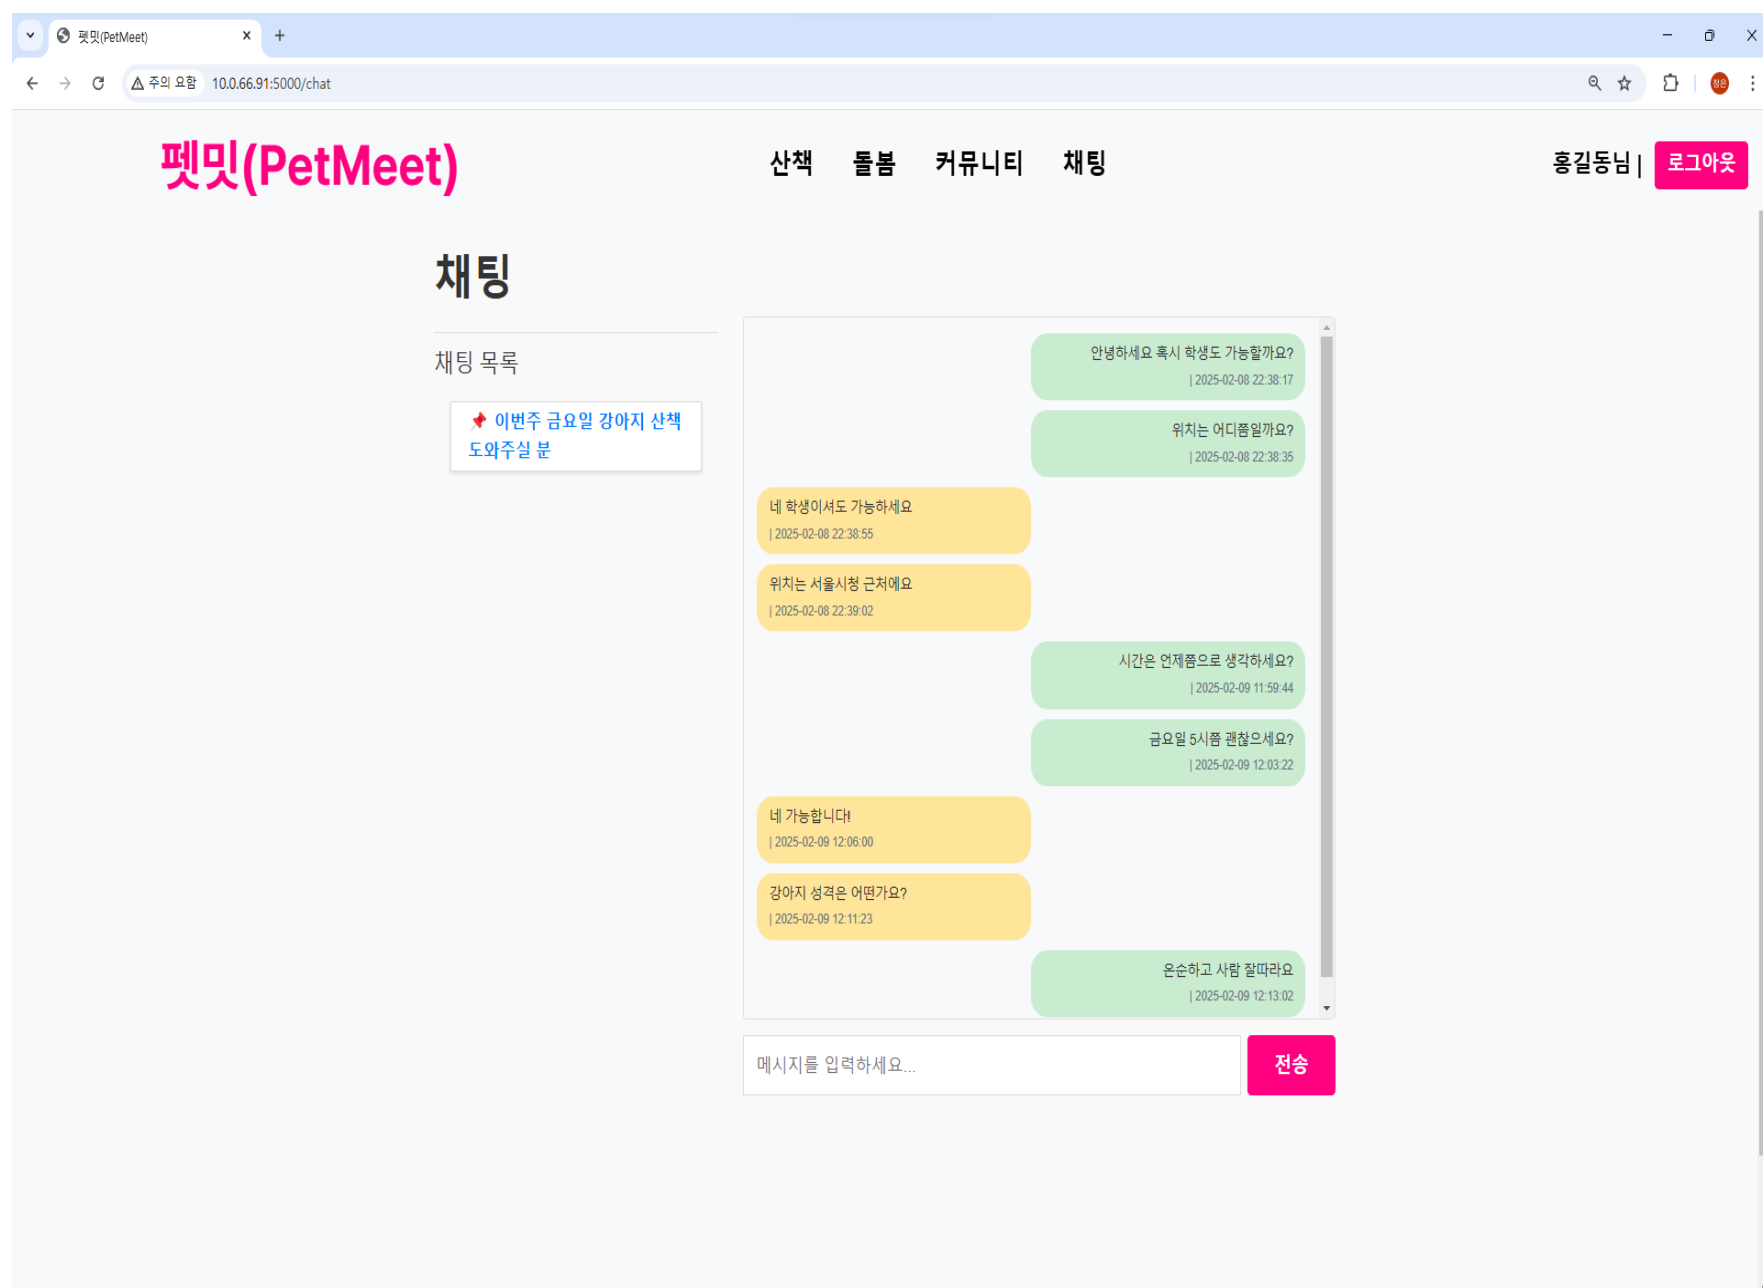 펫밋(PetMeet)
주의 요함 10.0.66.91:5000/chat
정은
펫밋(PetMeet)
산책 돌봄 커뮤니티 채팅
홍길동님 | 로그아웃
채팅
채팅 목록
📌 이번주 금요일 강아지 산책
도와주실 분
안녕하세요 혹시 학생도 가능할까요?
| 2025-02-08 22:38:17
위치는 어디쯤일까요?
| 2025-02-08 22:38:35
네 학생이셔도 가능하세요
| 2025-02-08 22:38:55
위치는 서울시청 근처에요
| 2025-02-08 22:39:02
시간은 언제쯤으로 생각하세요?
| 2025-02-09 11:59:44
금요일 5시쯤 괜찮으세요?
| 2025-02-09 12:03:22
네 가능합니다!
| 2025-02-09 12:06:00
강아지 성격은 어떤가요?
| 2025-02-09 12:11:23
온순하고 사람 잘따라요
| 2025-02-09 12:13:02
메시지를 입력하세요...
전송